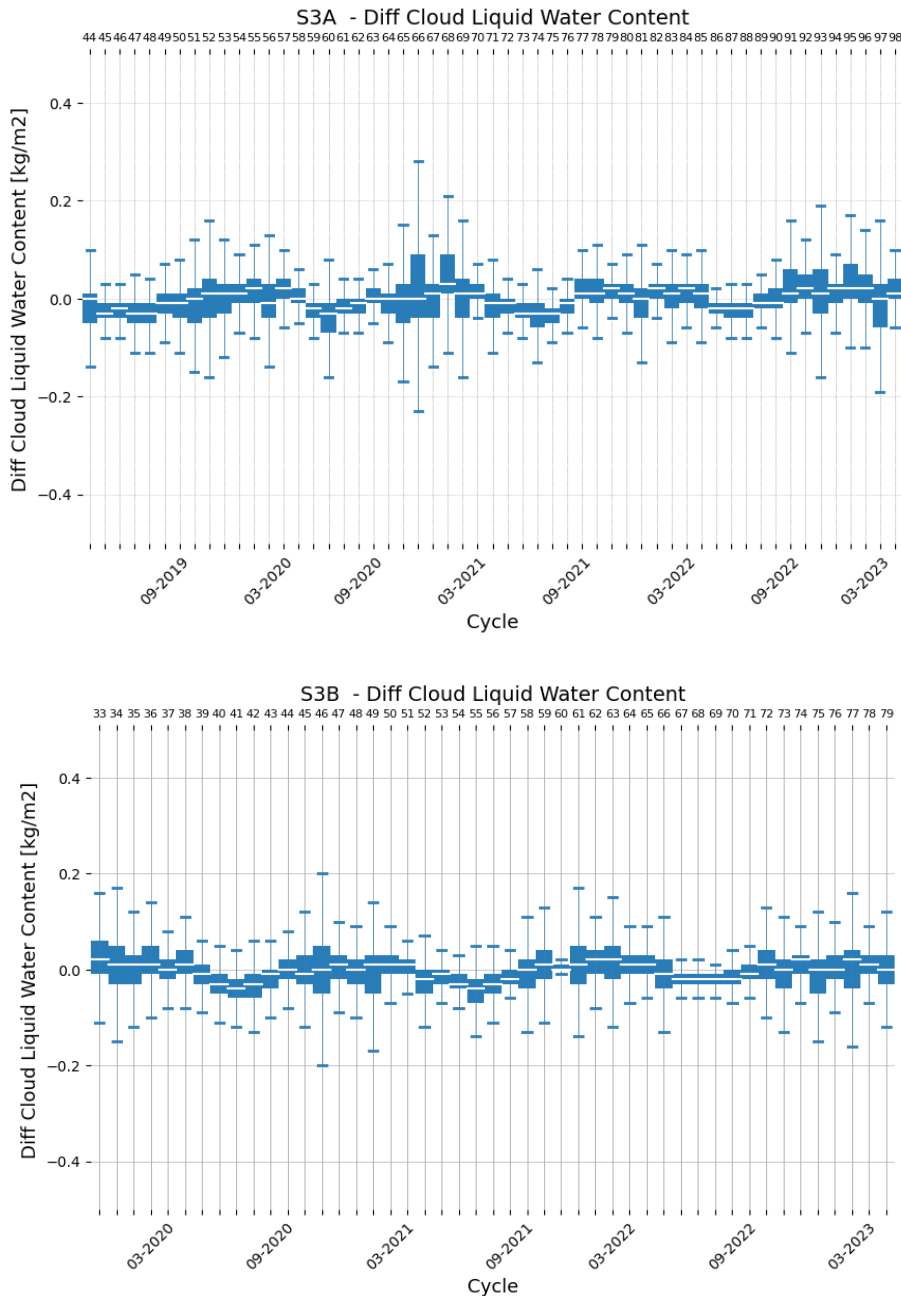 S3A - Diff Cloud Liquid Water Content
44 45 46 47 48 49 50 51 52 53 54 55 56 57 58 59 60 61 62 63 64 65 66 67 68 69 70 71 72 73 74 75 76 77 78 79 80 81 82 83 84 85 86 87 88 89 90 91 92 93 94 95 96 97 98
Diff Cloud Liquid Water Content [kg/m2]
0.4
0.2
0.0
−0.2
−0.4
09-2019 03-2020 09-2020 03-2021 09-2021 03-2022 09-2022 03-2023
Cycle
S3B - Diff Cloud Liquid Water Content
33 34 35 36 37 38 39 40 41 42 43 44 45 46 47 48 49 50 51 52 53 54 55 56 57 58 59 60 61 62 63 64 65 66 67 68 69 70 71 72 73 74 75 76 77 78 79
Diff Cloud Liquid Water Content [kg/m2]
0.4
0.2
0.0
−0.2
−0.4
03-2020 09-2020 03-2021 09-2021 03-2022 09-2022 03-2023
Cycle